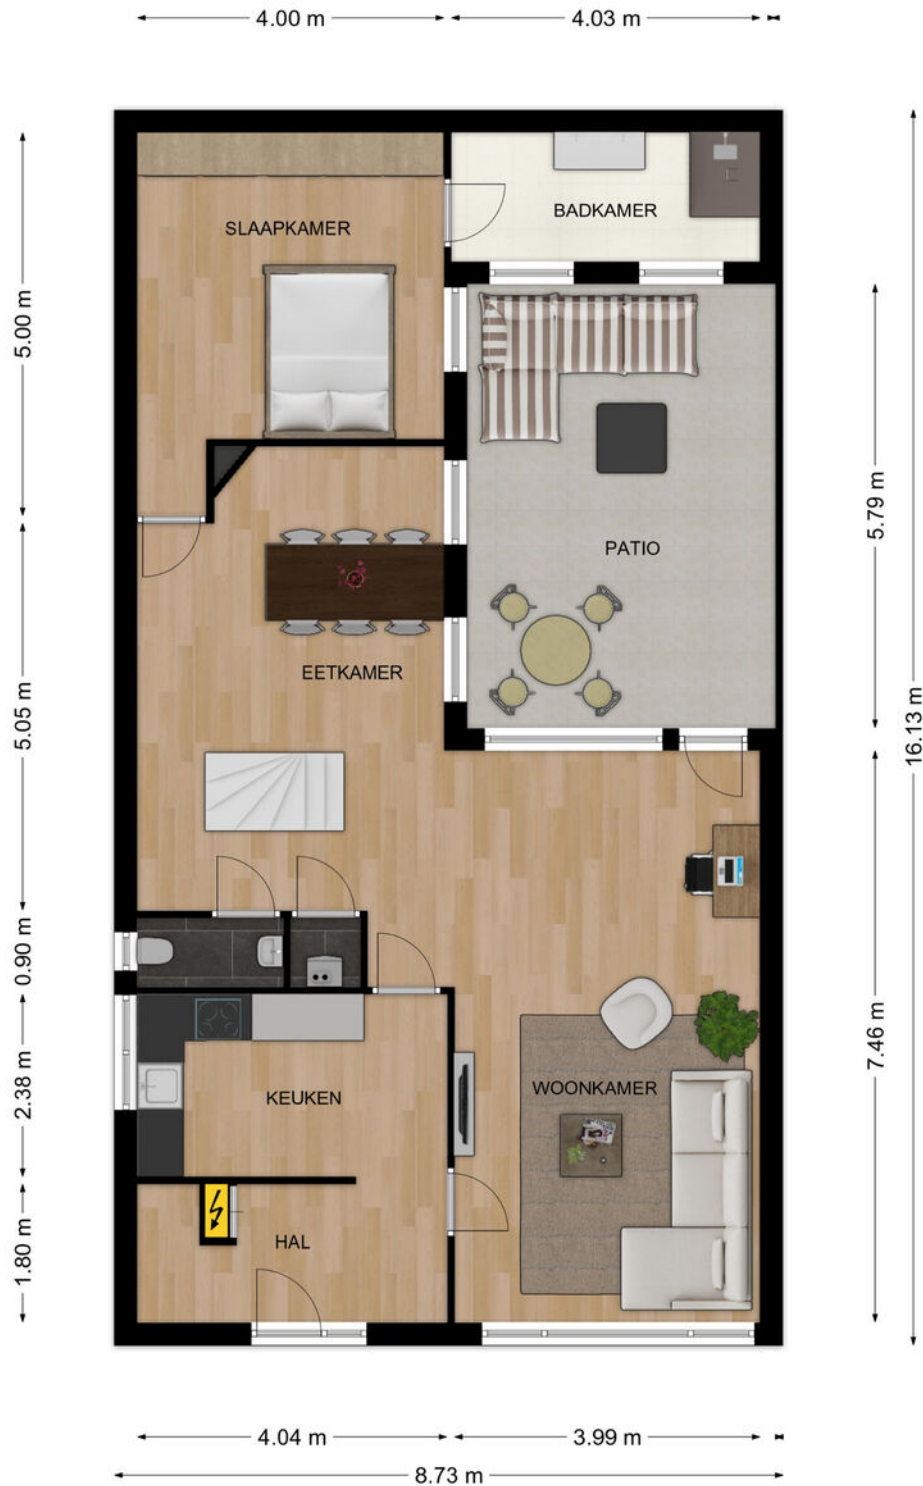 4.00 m
4.03 m
SLAAPKAMER
BADKAMER
5.00 m
5.79 m
PATIO
EETKAMER
5.05 m
16.13 m
0.90 m
7.46 m
2.38 m
KEUKEN
WOONKAMER
1.80 m
HAL
4.04 m
3.99 m
8.73 m